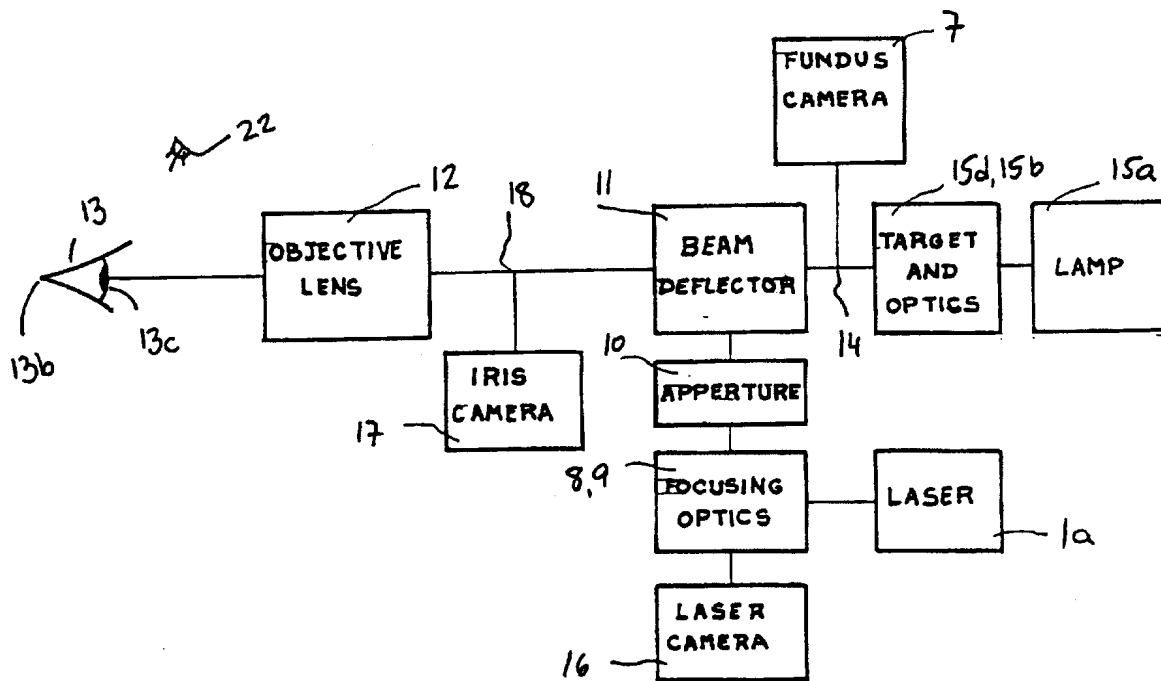 7
FUNDUS
CAMERA
22
13
12
18
11
15d, 15b
15a
OBJECTIVE
LENS
BEAM
DEFLECTOR
TARGET
AND
OPTICS
LAMP
13b
13c
14
10
APPERTURE
IRIS
CAMERA
17
8,9
FOCUSING
OPTICS
LASER
1a
LASER
CAMERA
16